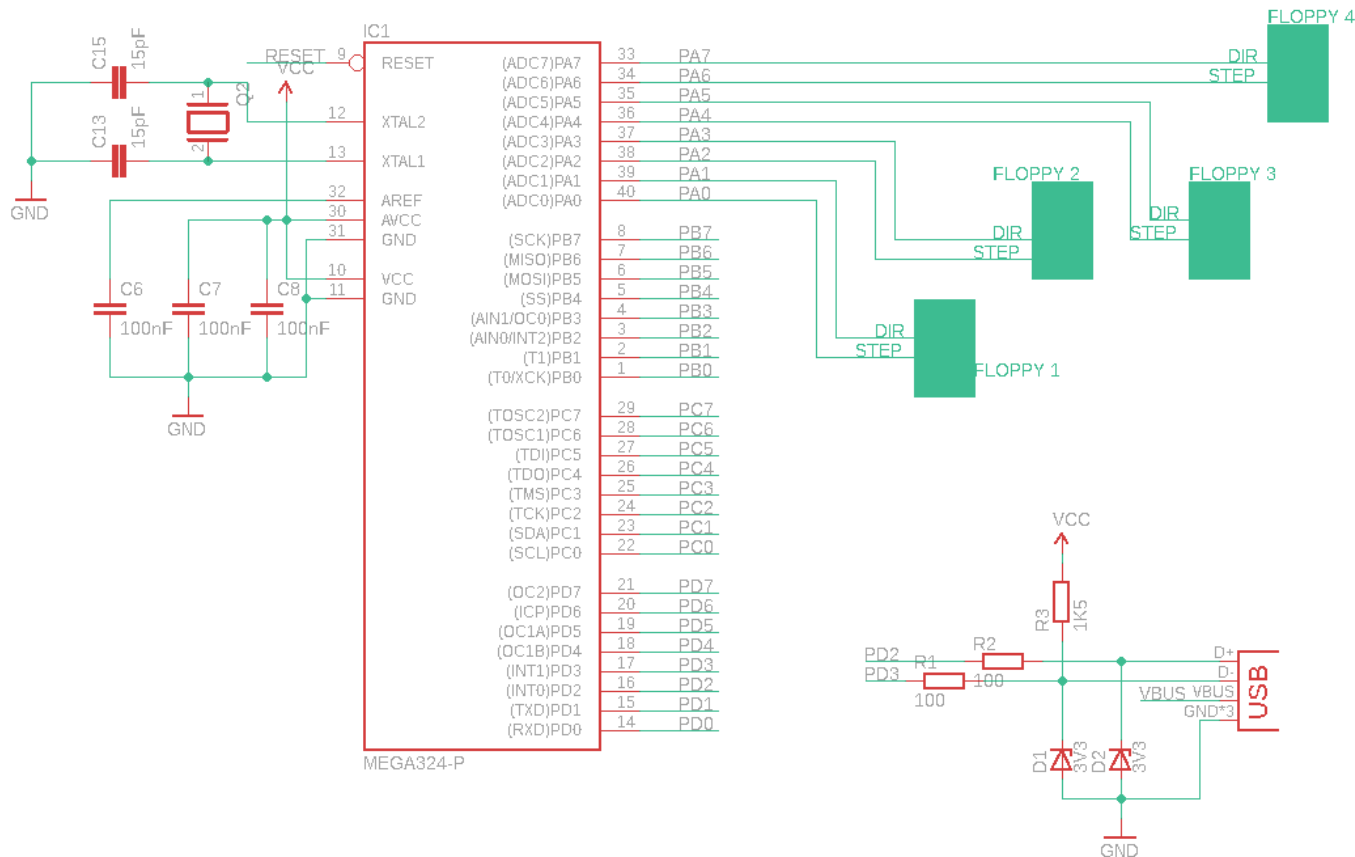 IC1
FLOPPY 4
C15
15pF
RESET
9
VCC
RESET
(ADC7)PA7
33
PA7
DIR
(ADC6)PA6
34
PA6
STEP
1
Q2
2
(ADC5)PA5
35
PA5
12
XTAL2
(ADC4)PA4
36
PA4
C13
15pF
(ADC3)PA3
37
PA3
13
XTAL1
(ADC2)PA2
38
PA2
(ADC1)PA1
39
PA1
FLOPPY 2
FLOPPY 3
32
AREF
(ADC0)PA0
40
PA0
GND
30
AVCC
DIR
31
GND
(SCK)PB7
8
PB7
DIR
STEP
(MISO)PB6
7
PB6
STEP
10
VCC
(MOSI)PB5
6
PB5
C6
100nF
C7
100nF
C8
100nF
11
GND
(SS)PB4
5
PB4
(AIN1/OC0)PB3
4
PB3
(AIN0/INT2)PB2
3
PB2
DIR
(T1)PB1
2
PB1
STEP
(T0/XCK)PB0
1
PB0
FLOPPY 1
GND
(TOSC2)PC7
29
PC7
(TOSC1)PC6
28
PC6
(TDI)PC5
27
PC5
(TDO)PC4
26
PC4
(TMS)PC3
25
PC3
(TCK)PC2
24
PC2
(SDA)PC1
23
PC1
(SCL)PC0
22
PC0
(OC2)PD7
21
PD7
(ICP)PD6
20
PD6
(OC1A)PD5
19
PD5
(OC1B)PD4
18
PD4
(INT1)PD3
17
PD3
(INT0)PD2
16
PD2
(TXD)PD1
15
PD1
(RXD)PD0
14
PD0
MEGA324-P
VCC
R3
1K5
PD2
R2
100
D+
PD3
R1
100
D-
VBUS
VBUS
GND*3
USB
D1
3V3
D2
3V3
GND